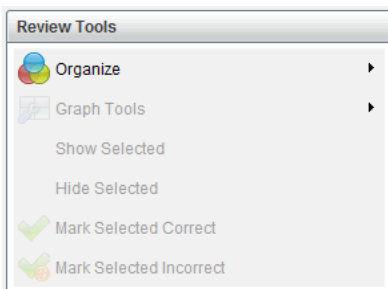 Review Tools
Organize
Graph Tools
Show Selected
Hide Selected
Mark Selected Correct
Mark Selected Incorrect